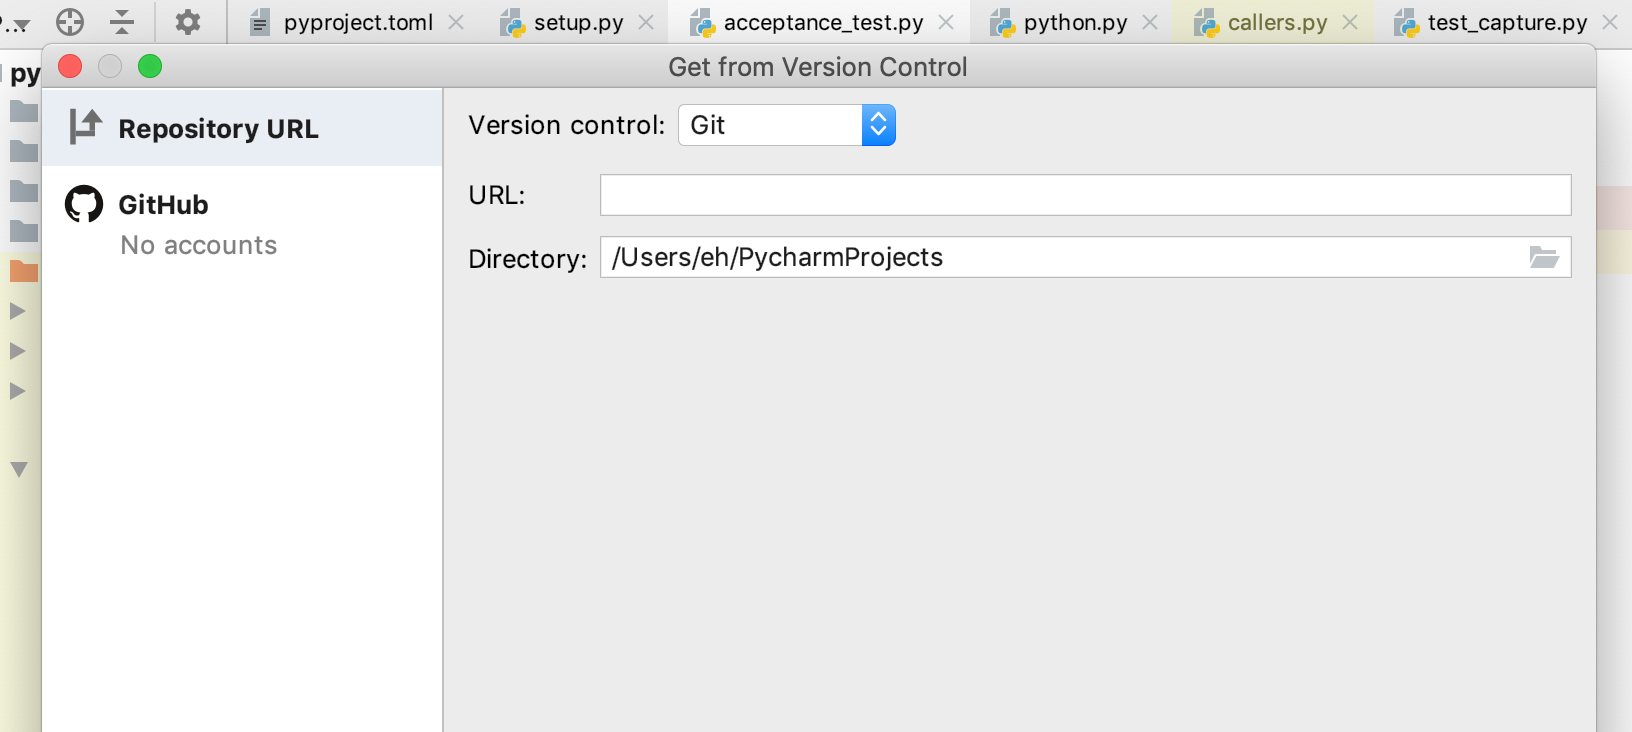 P... pyproject.toml setup.py acceptance_test.py python.py callers.py test_capture.py
py
Get from Version Control
Repository URL
GitHub
No accounts
Version control: Git
URL:
Directory: /Users/eh/PycharmProjects